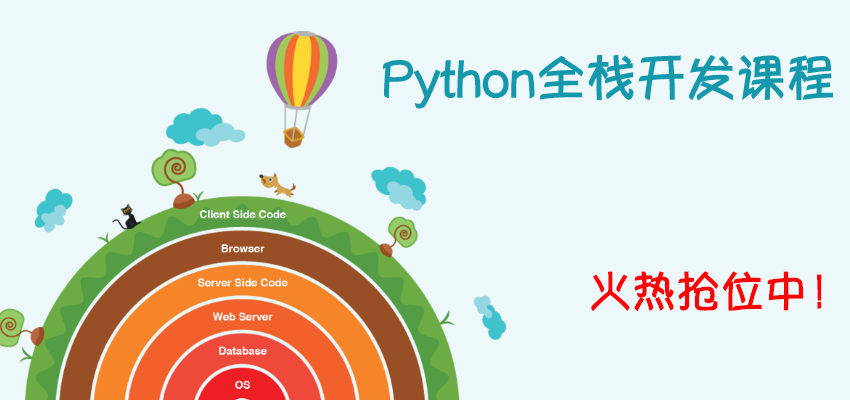 Python全栈开发课程
火热抢位中！
Client Side Code
Browser
Server Side Code
Web Server
Database
OS